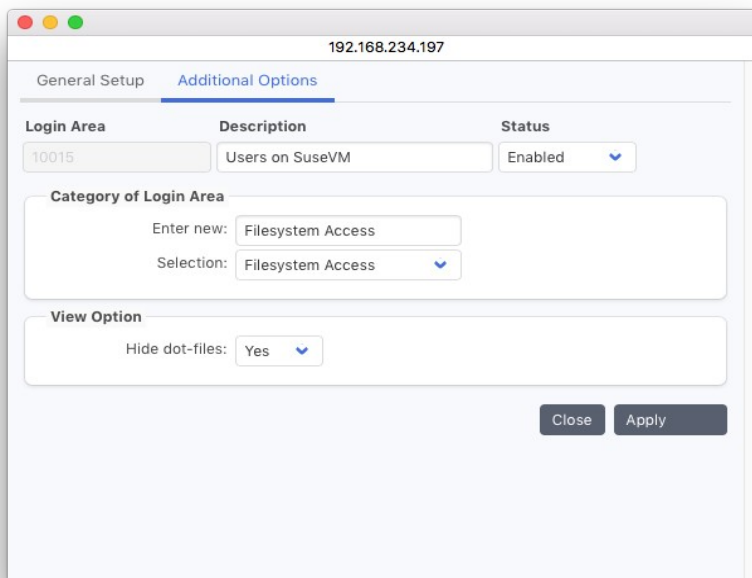 192.168.234.197
General Setup Additional Options
Login Area Description Status
10015 Users on SuseVM Enabled
Category of Login Area
Enter new: Filesystem Access
Selection: Filesystem Access
View Option
Hide dot-files: Yes
Close Apply